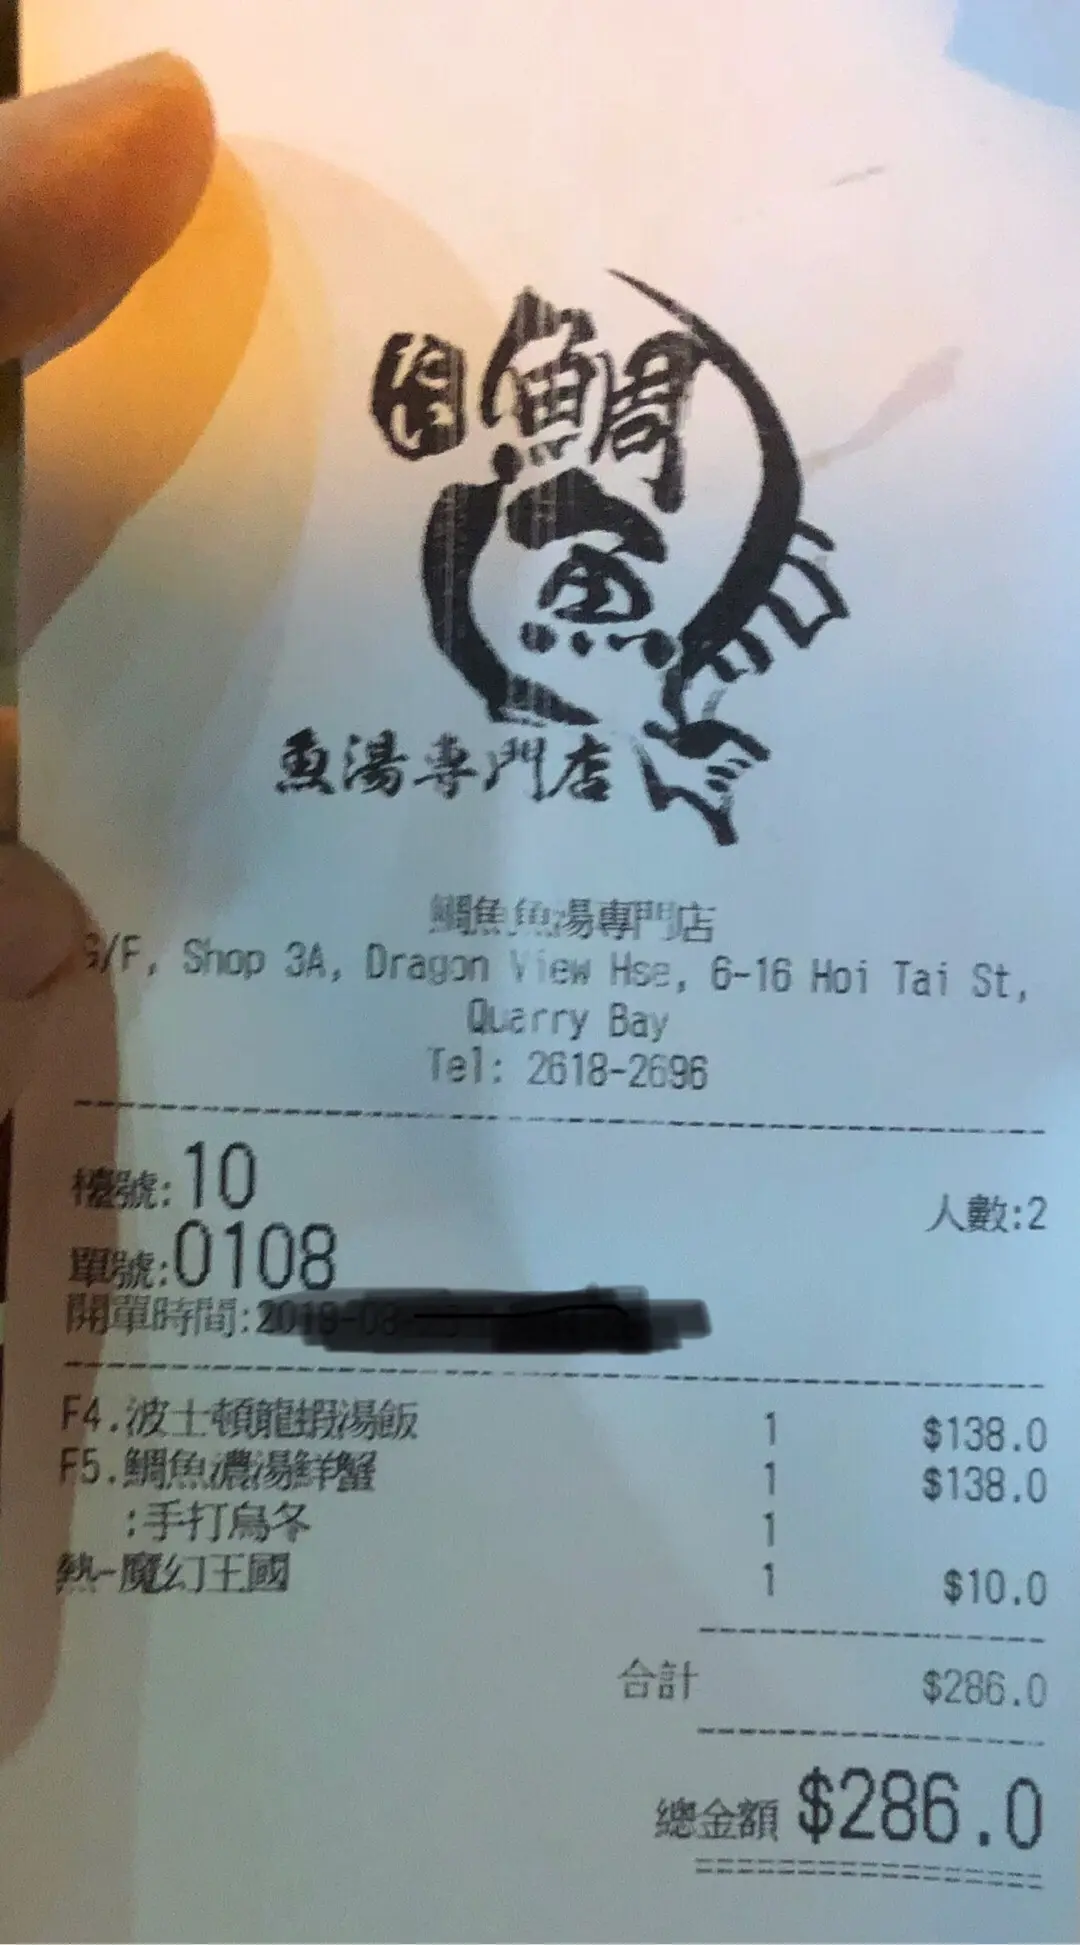 鯛
魚
魚湯專門店
鯛魚魚湯專門店
G/F, Shop 3A, Dragon View Hse, 6-16 Hoi Tai St,
Quarry Bay
Tel: 2618-2696
檯號:10
人數:2
單號:0108
開單時間:
F4.波士頓龍蝦湯飯 1 $138.0
F5.鯛魚濃湯鮮蟹 1 $138.0
:手打烏冬 1
熱-魔幻王國 1 $10.0
合計 $286.0
總金額 $286.0